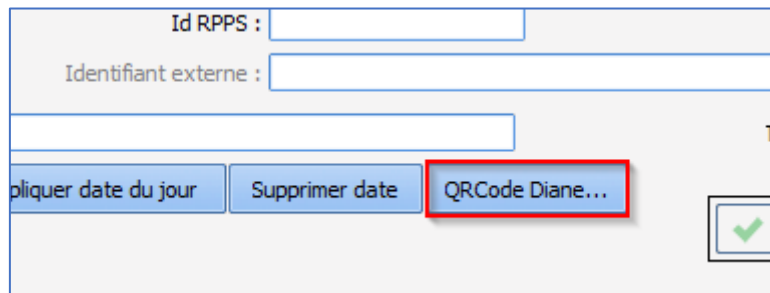 Id RPPS :
Identifiant externe :
pliquer date du jour Supprimer date QRCode Diane...